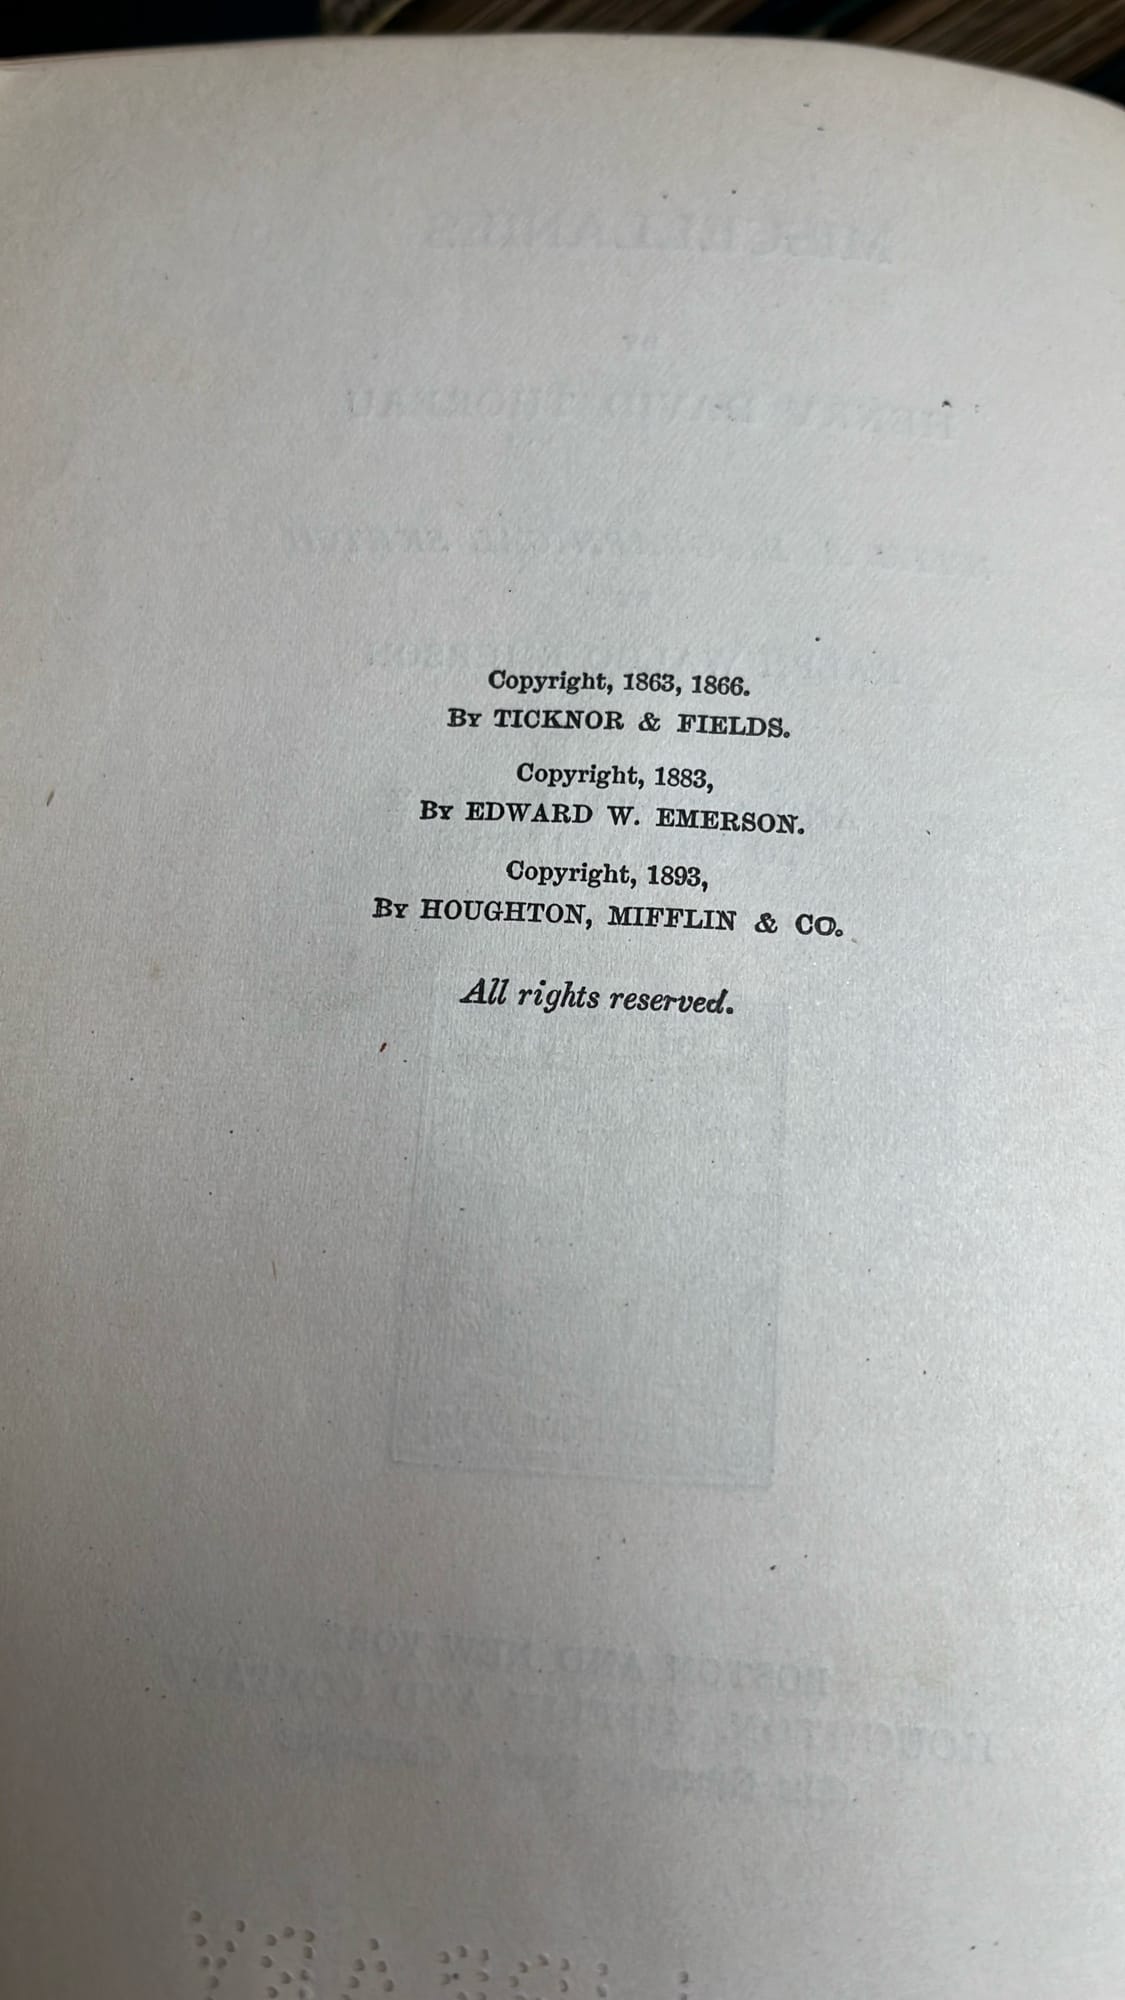 Copyright, 1863, 1866.
By TICKNOR & FIELDS.
Copyright, 1883,
By EDWARD W. EMERSON.
Copyright, 1893,
By HOUGHTON, MIFFLIN & CO.
All rights reserved.